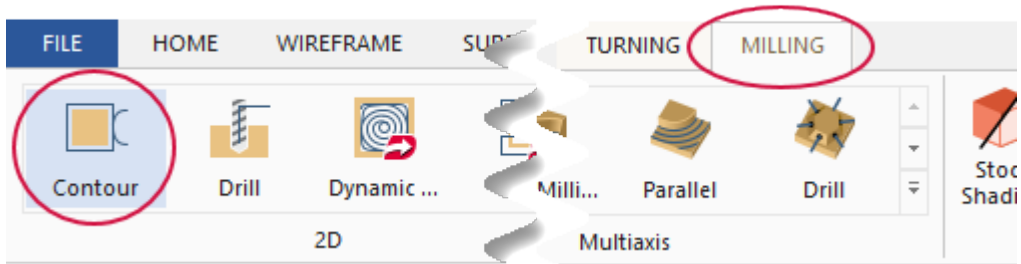 FILE HOME WIREFRAME TURNING MILLING
Contour Drill Dynamic ... Milli... Parallel Drill
2D Multiaxis